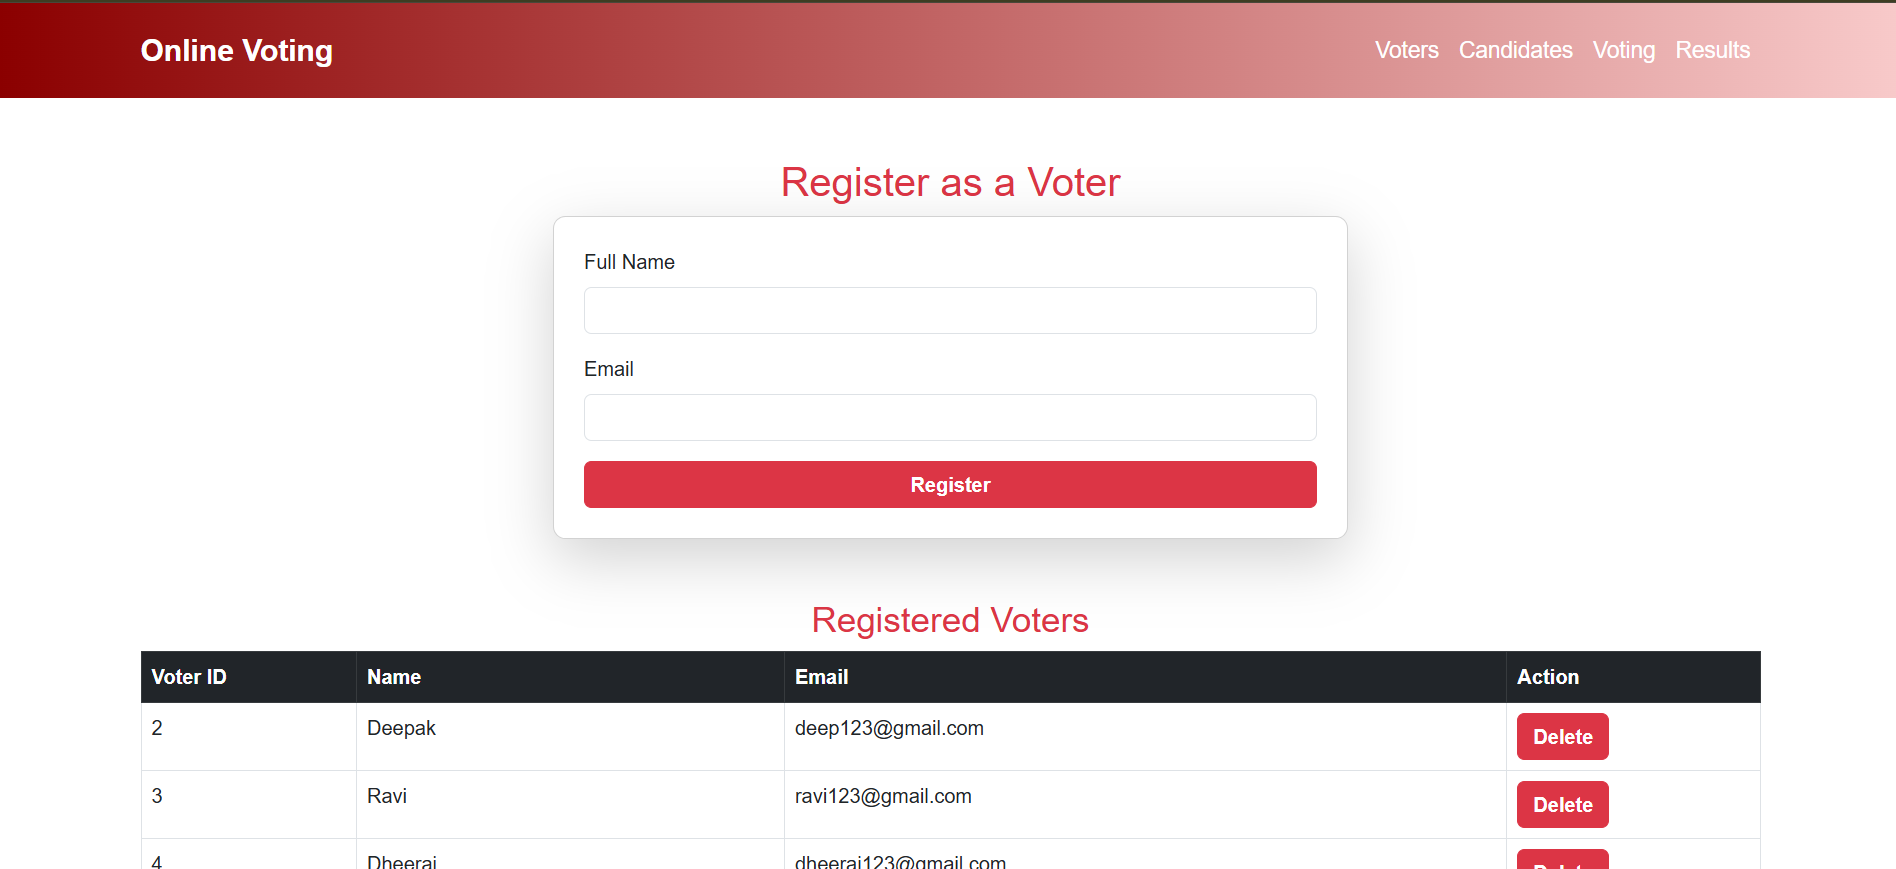 Online Voting
Voters Candidates Voting Results
Register as a Voter
Full Name
Email
Register
Registered Voters
Voter ID Name Email Action
2 Deepak deep123@gmail.com Delete
3 Ravi ravi123@gmail.com Delete
4 Dheeraj dheeraj123@gmail.com Delete